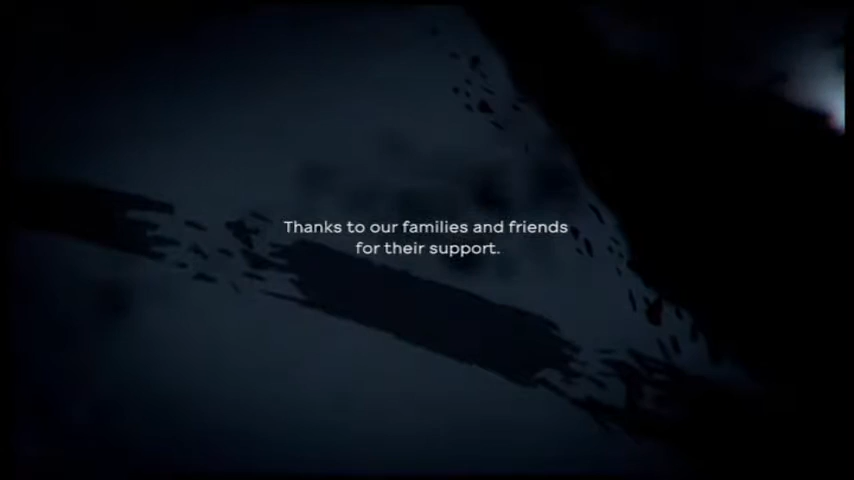 Thanks to our families and friends
for their support.